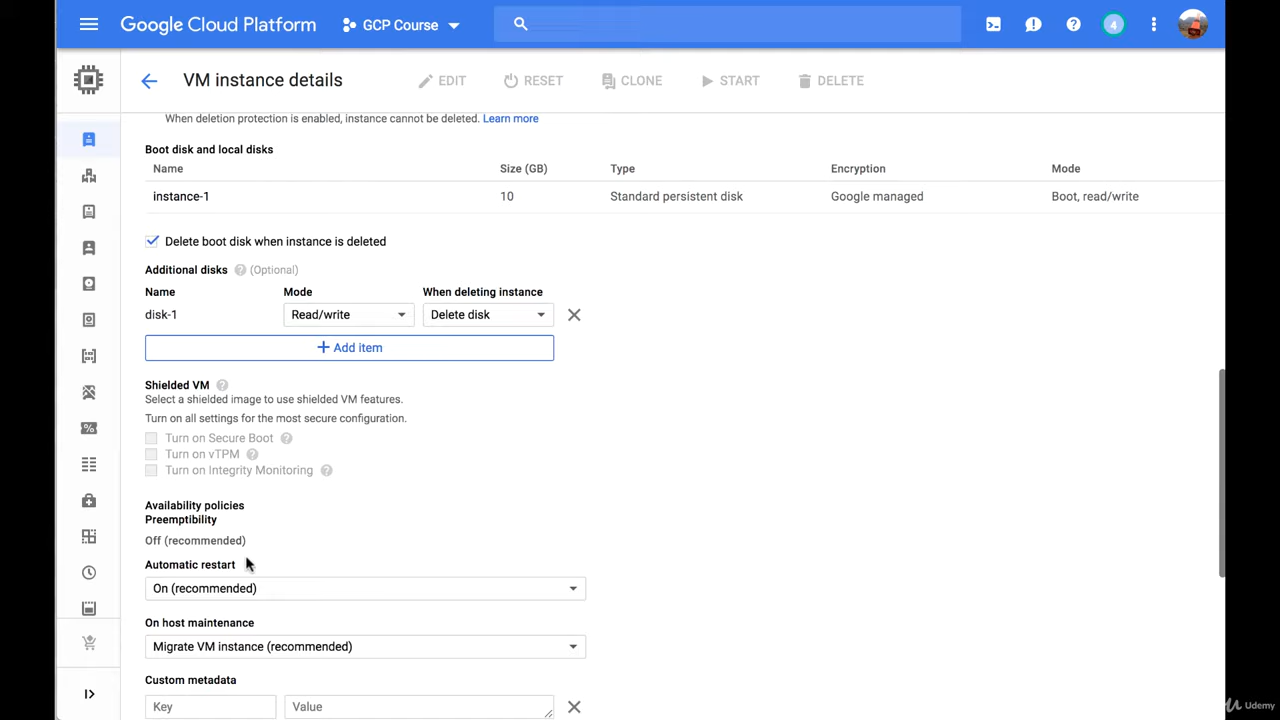 Google Cloud Platform
GCP Course
4
VM instance details
EDIT
RESET
CLONE
START
DELETE
When deletion protection is enabled, instance cannot be deleted. Learn more
Boot disk and local disks
Name Size (GB) Type Encryption Mode
instance-1 10 Standard persistent disk Google managed Boot, read/write
Delete boot disk when instance is deleted
Additional disks ? (Optional)
Name Mode When deleting instance
disk-1 Read/write Delete disk
+ Add item
Shielded VM ?
Select a shielded image to use shielded VM features.
Turn on all settings for the most secure configuration.
Turn on Secure Boot ?
Turn on vTPM ?
Turn on Integrity Monitoring ?
Availability policies
Preemptibility
Off (recommended)
Automatic restart
On (recommended)
On host maintenance
Migrate VM instance (recommended)
Custom metadata
Key Value
Udemy